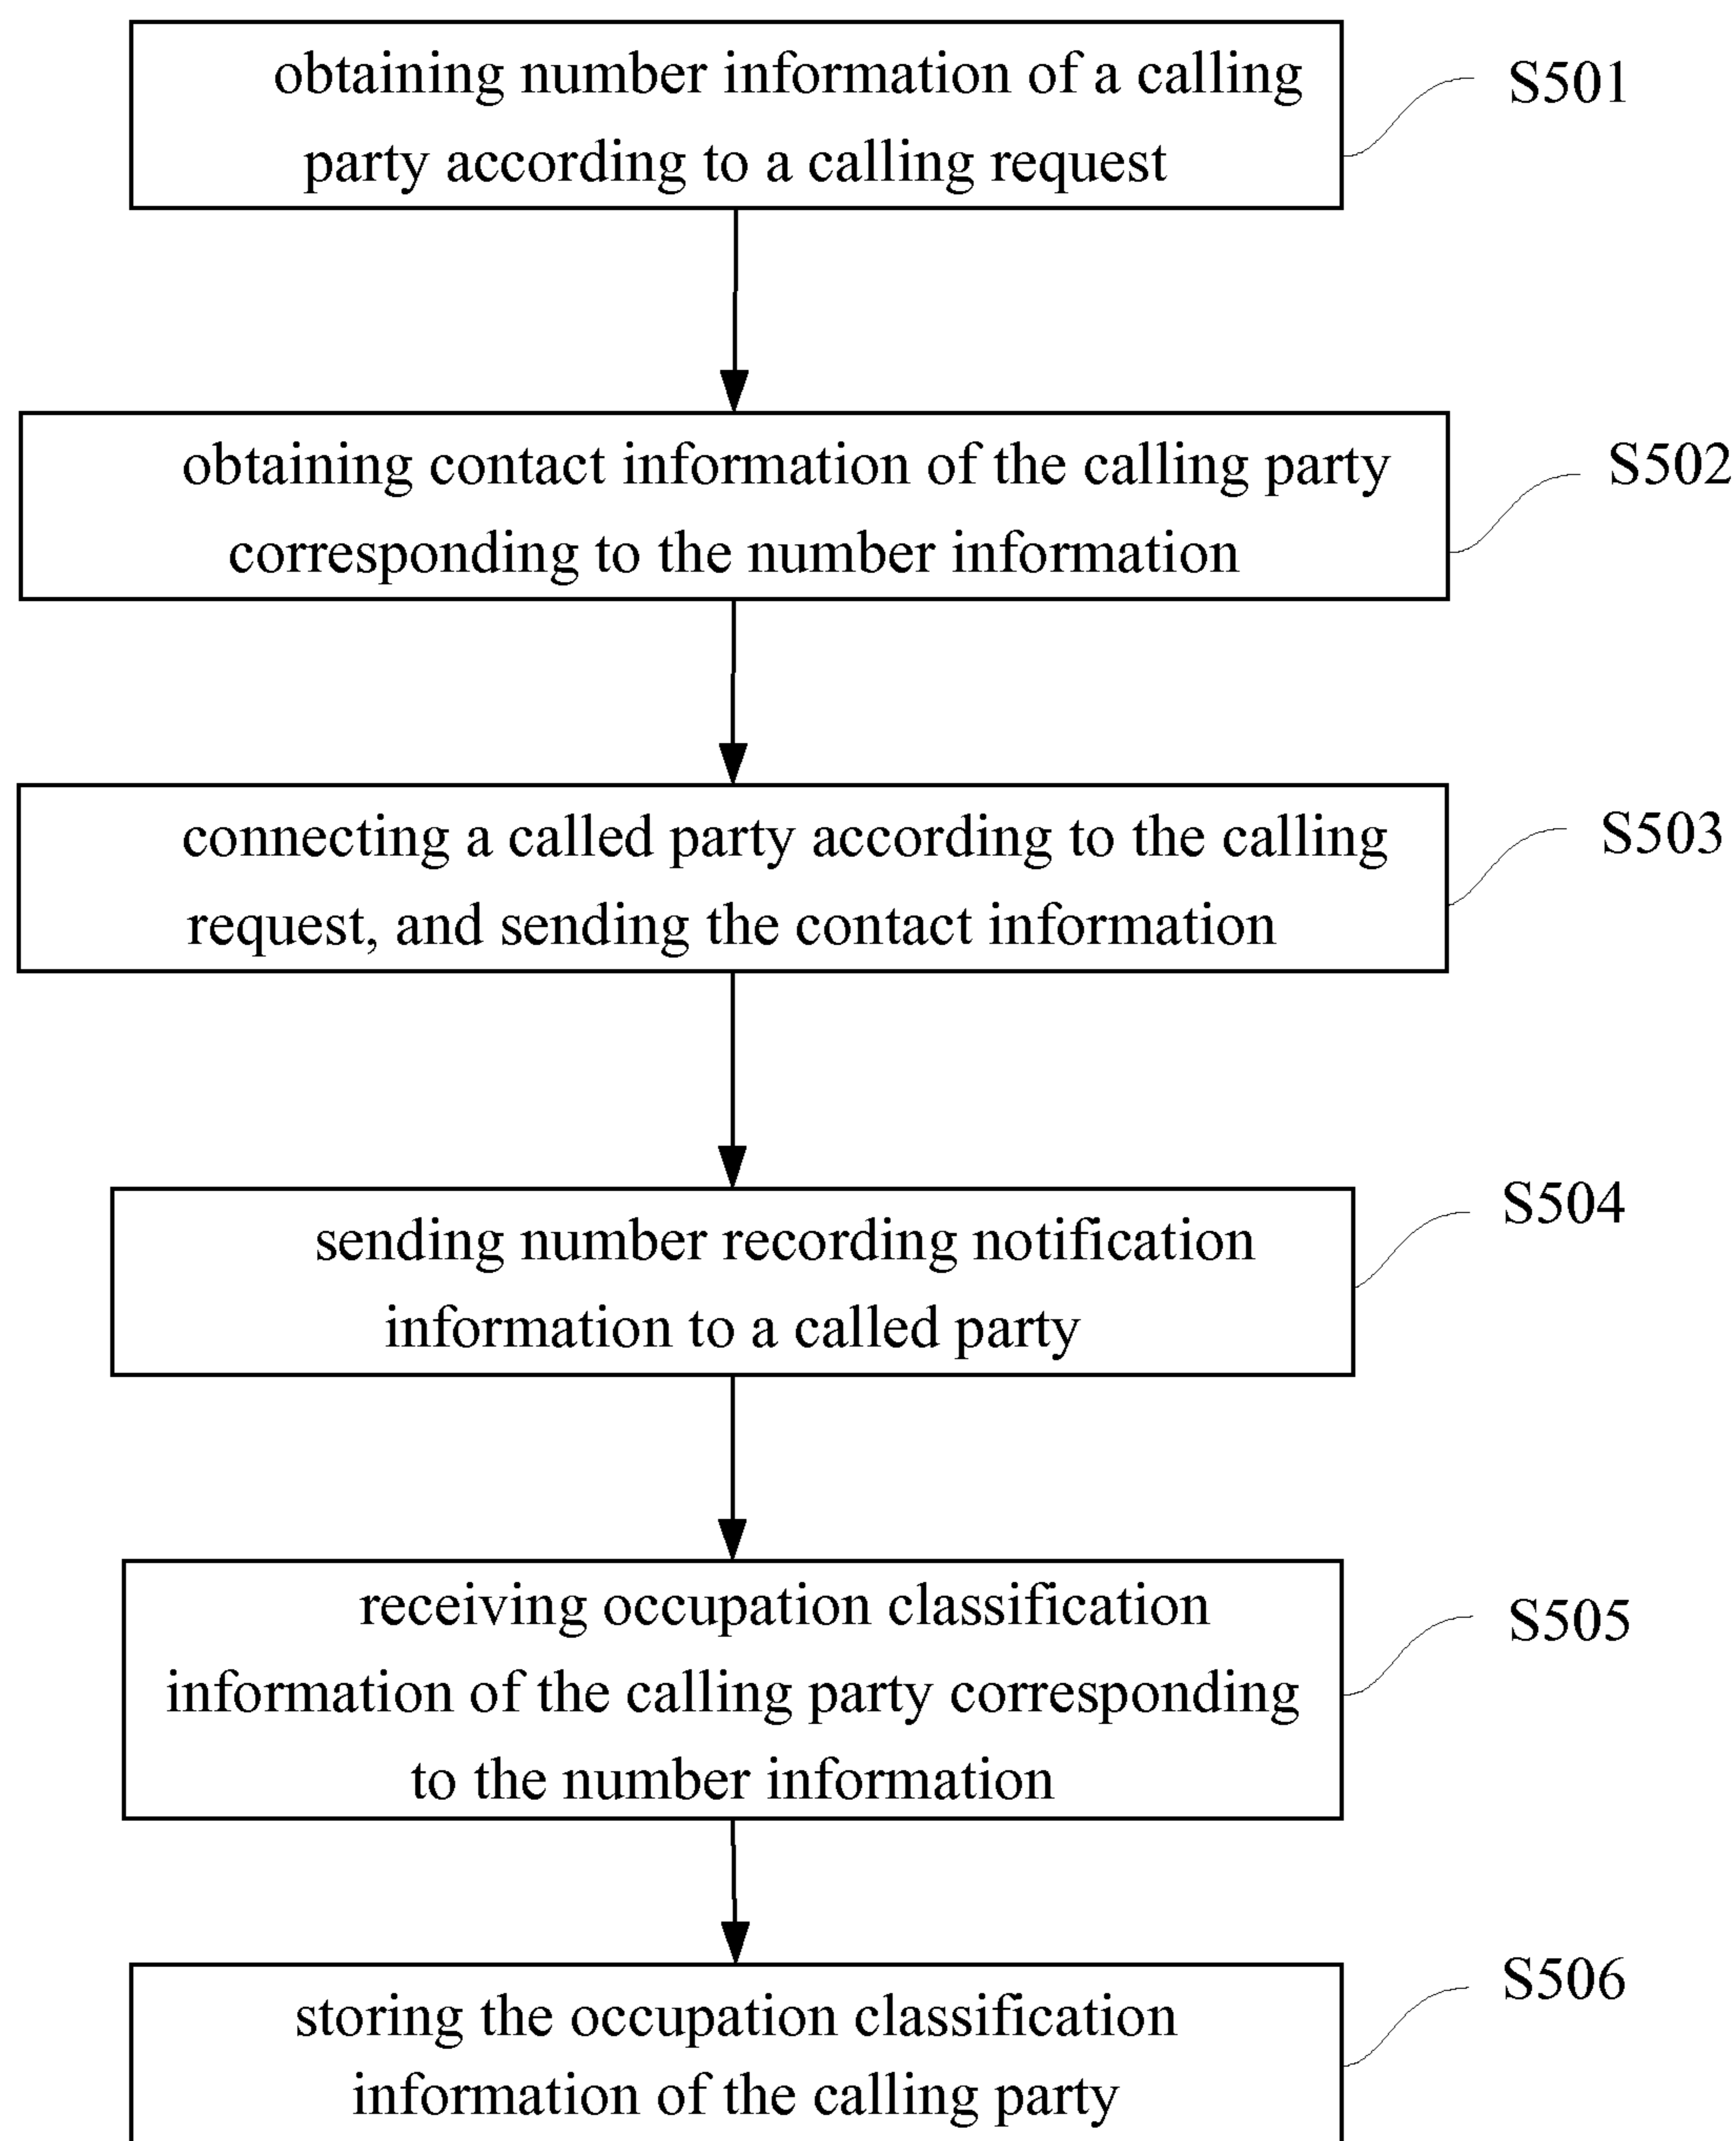 obtaining number information of a calling
party according to a calling request
S501
obtaining contact information of the calling party
corresponding to the number information
S502
connecting a called party according to the calling
request, and sending the contact information
S503
sending number recording notification
information to a called party
S504
receiving occupation classification
information of the calling party corresponding
to the number information
S505
storing the occupation classification
information of the calling party
S506